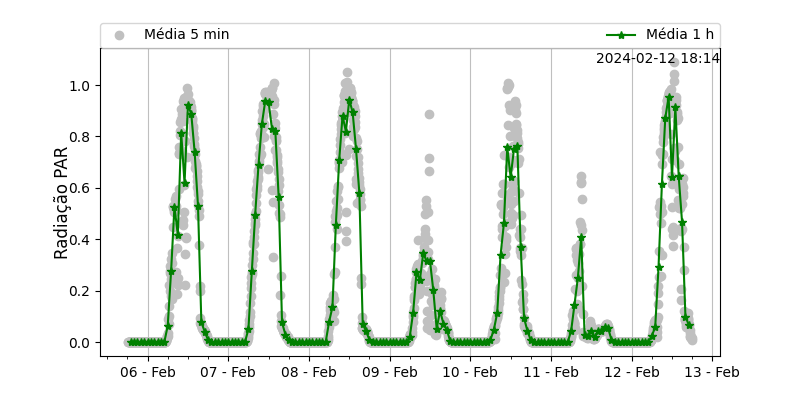 Média 5 min
Média 1 h
2024-02-12 18:14
Radiação PAR
1.0
0.8
0.6
0.4
0.2
0.0
06 - Feb
07 - Feb
08 - Feb
09 - Feb
10 - Feb
11 - Feb
12 - Feb
13 - Feb